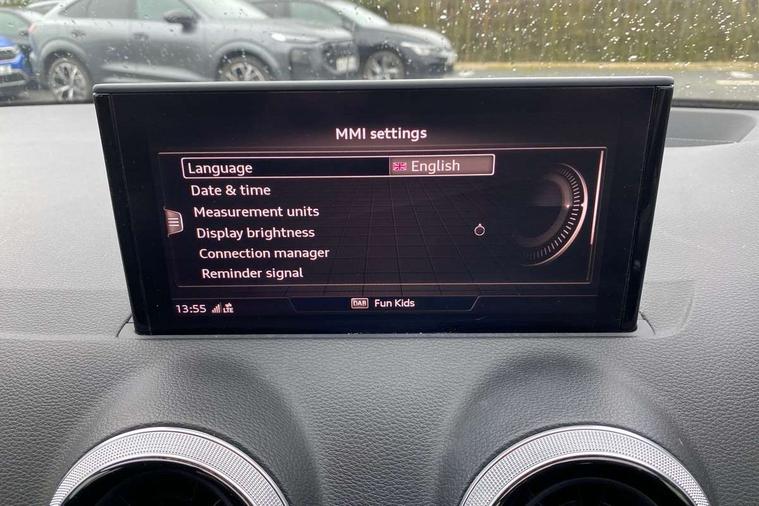 MMI settings
Language English
Date & time
Measurement units
Display brightness
Connection manager
Reminder signal
13:55 LTE DAB Fun Kids